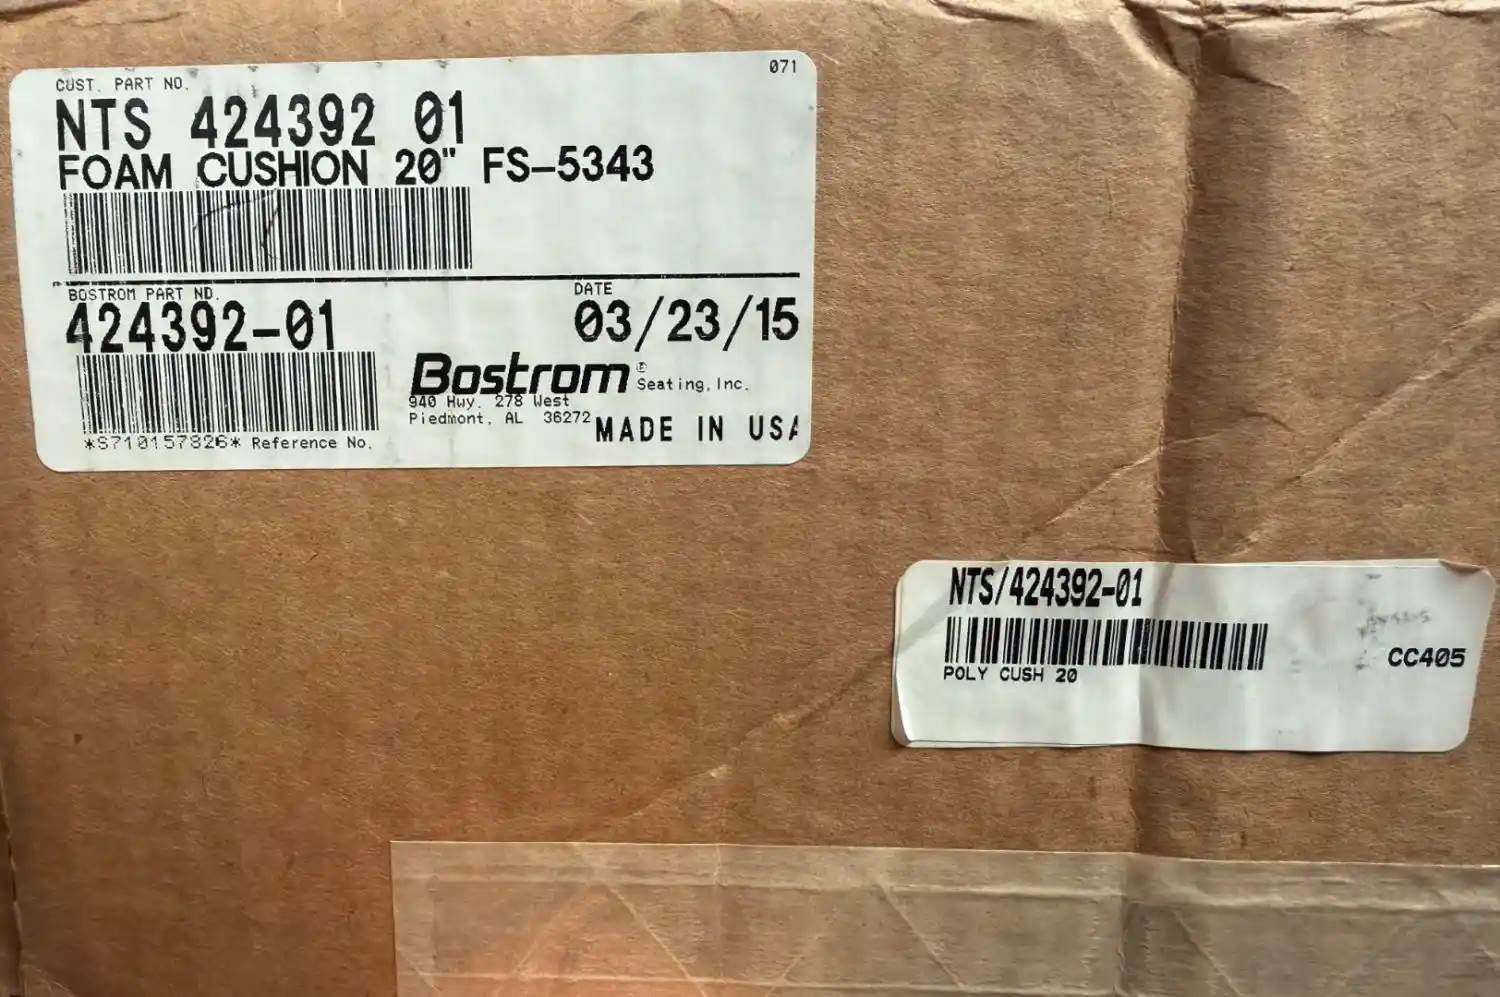 071
CUST. PART NO.
NTS 424392 01
FOAM CUSHION 20" FS-5343
BOSTROM PART NO.
DATE
424392-01
03/23/15
Bostrom® Seating, Inc.
940 Hwy. 278 West
Piedmont, AL 36272
MADE IN USA
*S710157826* Reference No.
NTS/424392-01
CC405
POLY CUSH 20